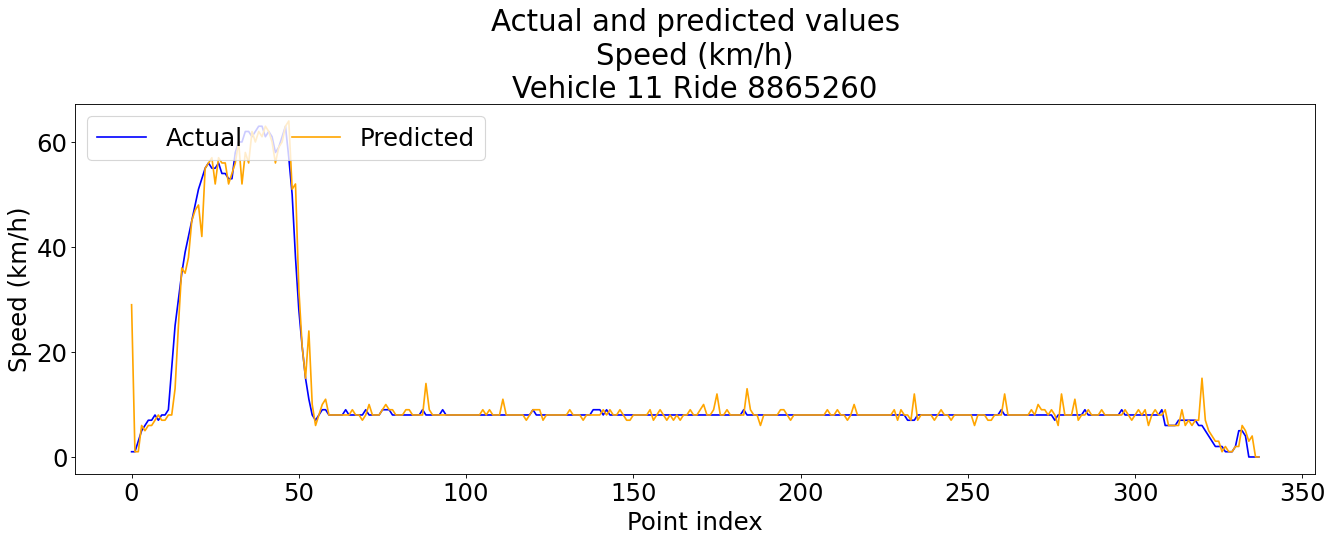 Actual and predicted values
Speed (km/h)
Vehicle 11 Ride 8865260
Actual Predicted
60
40
20
0
Speed (km/h)
0 50 100 150 200 250 300 350
Point index